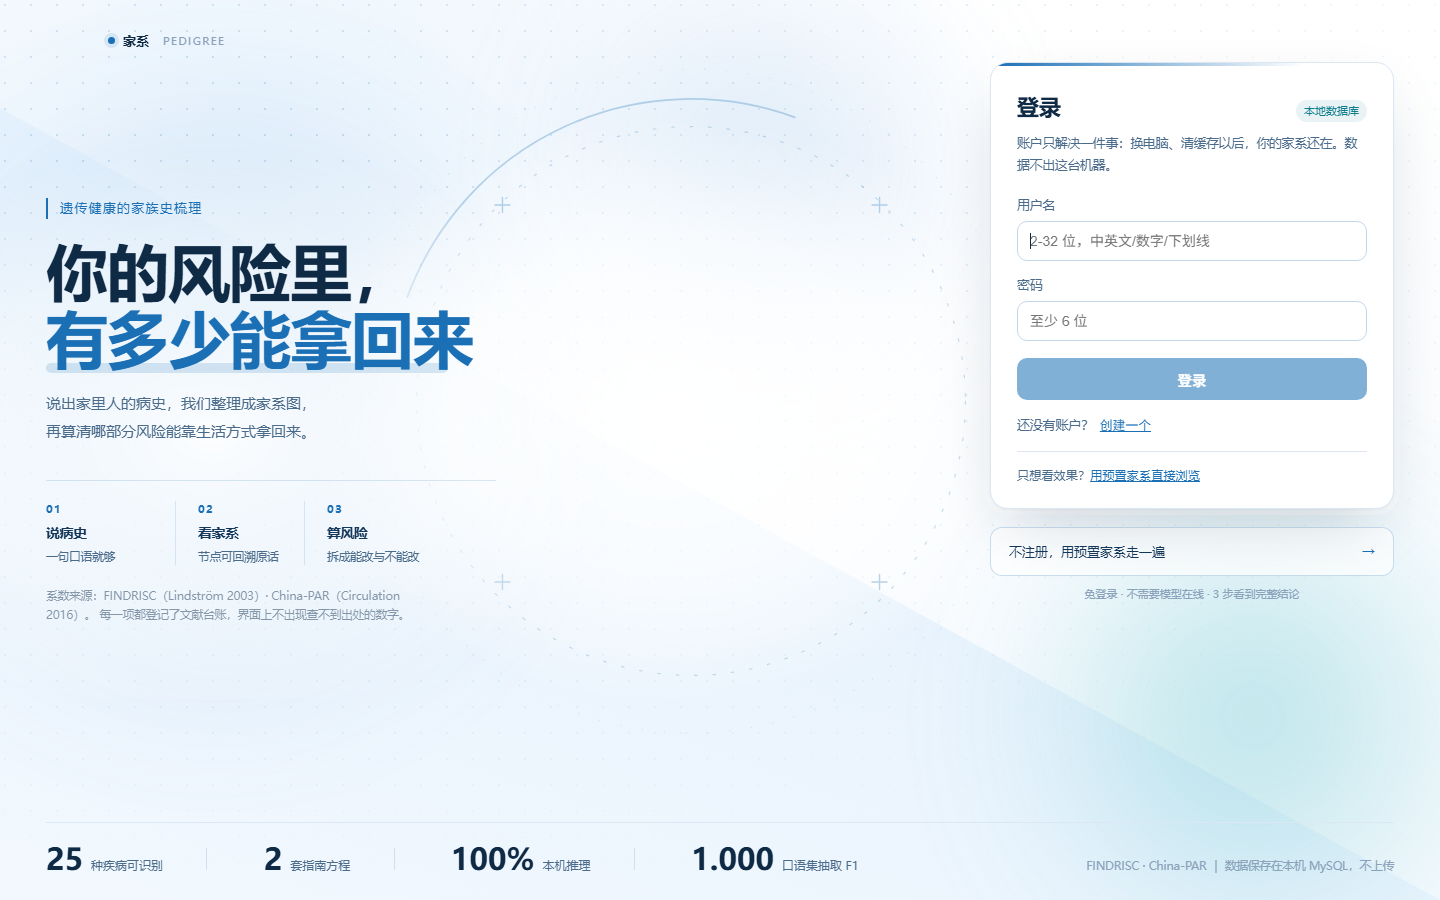 家系 PEDIGREE
遗传健康的家族史梳理
你的风险里，
有多少能拿回来
说出家里人的病史，我们整理成家系图，
再算清哪部分风险能靠生活方式拿回来。
01
说病史
一句口语就够
02
看家系
节点可回溯原话
03
算风险
拆成能改与不能改
系数来源：FINDRISC（Lindström 2003）· China-PAR（Circulation
2016）。 每一项都登记了文献台账，界面上不出现查不到出处的数字。
登录
本地数据库
账户只解决一件事：换电脑、清缓存以后，你的家系还在。数
据不出这台机器。
用户名
2-32 位，中英文/数字/下划线
密码
至少 6 位
登录
还没有账户？ 创建一个
只想看效果？用预置家系直接浏览
不注册，用预置家系走一遍 →
免登录 · 不需要模型在线 · 3 步看到完整结论
25 种疾病可识别
2 套指南方程
100% 本机推理
1.000 口语集抽取 F1
FINDRISC · China-PAR | 数据保存在本机 MySQL，不上传